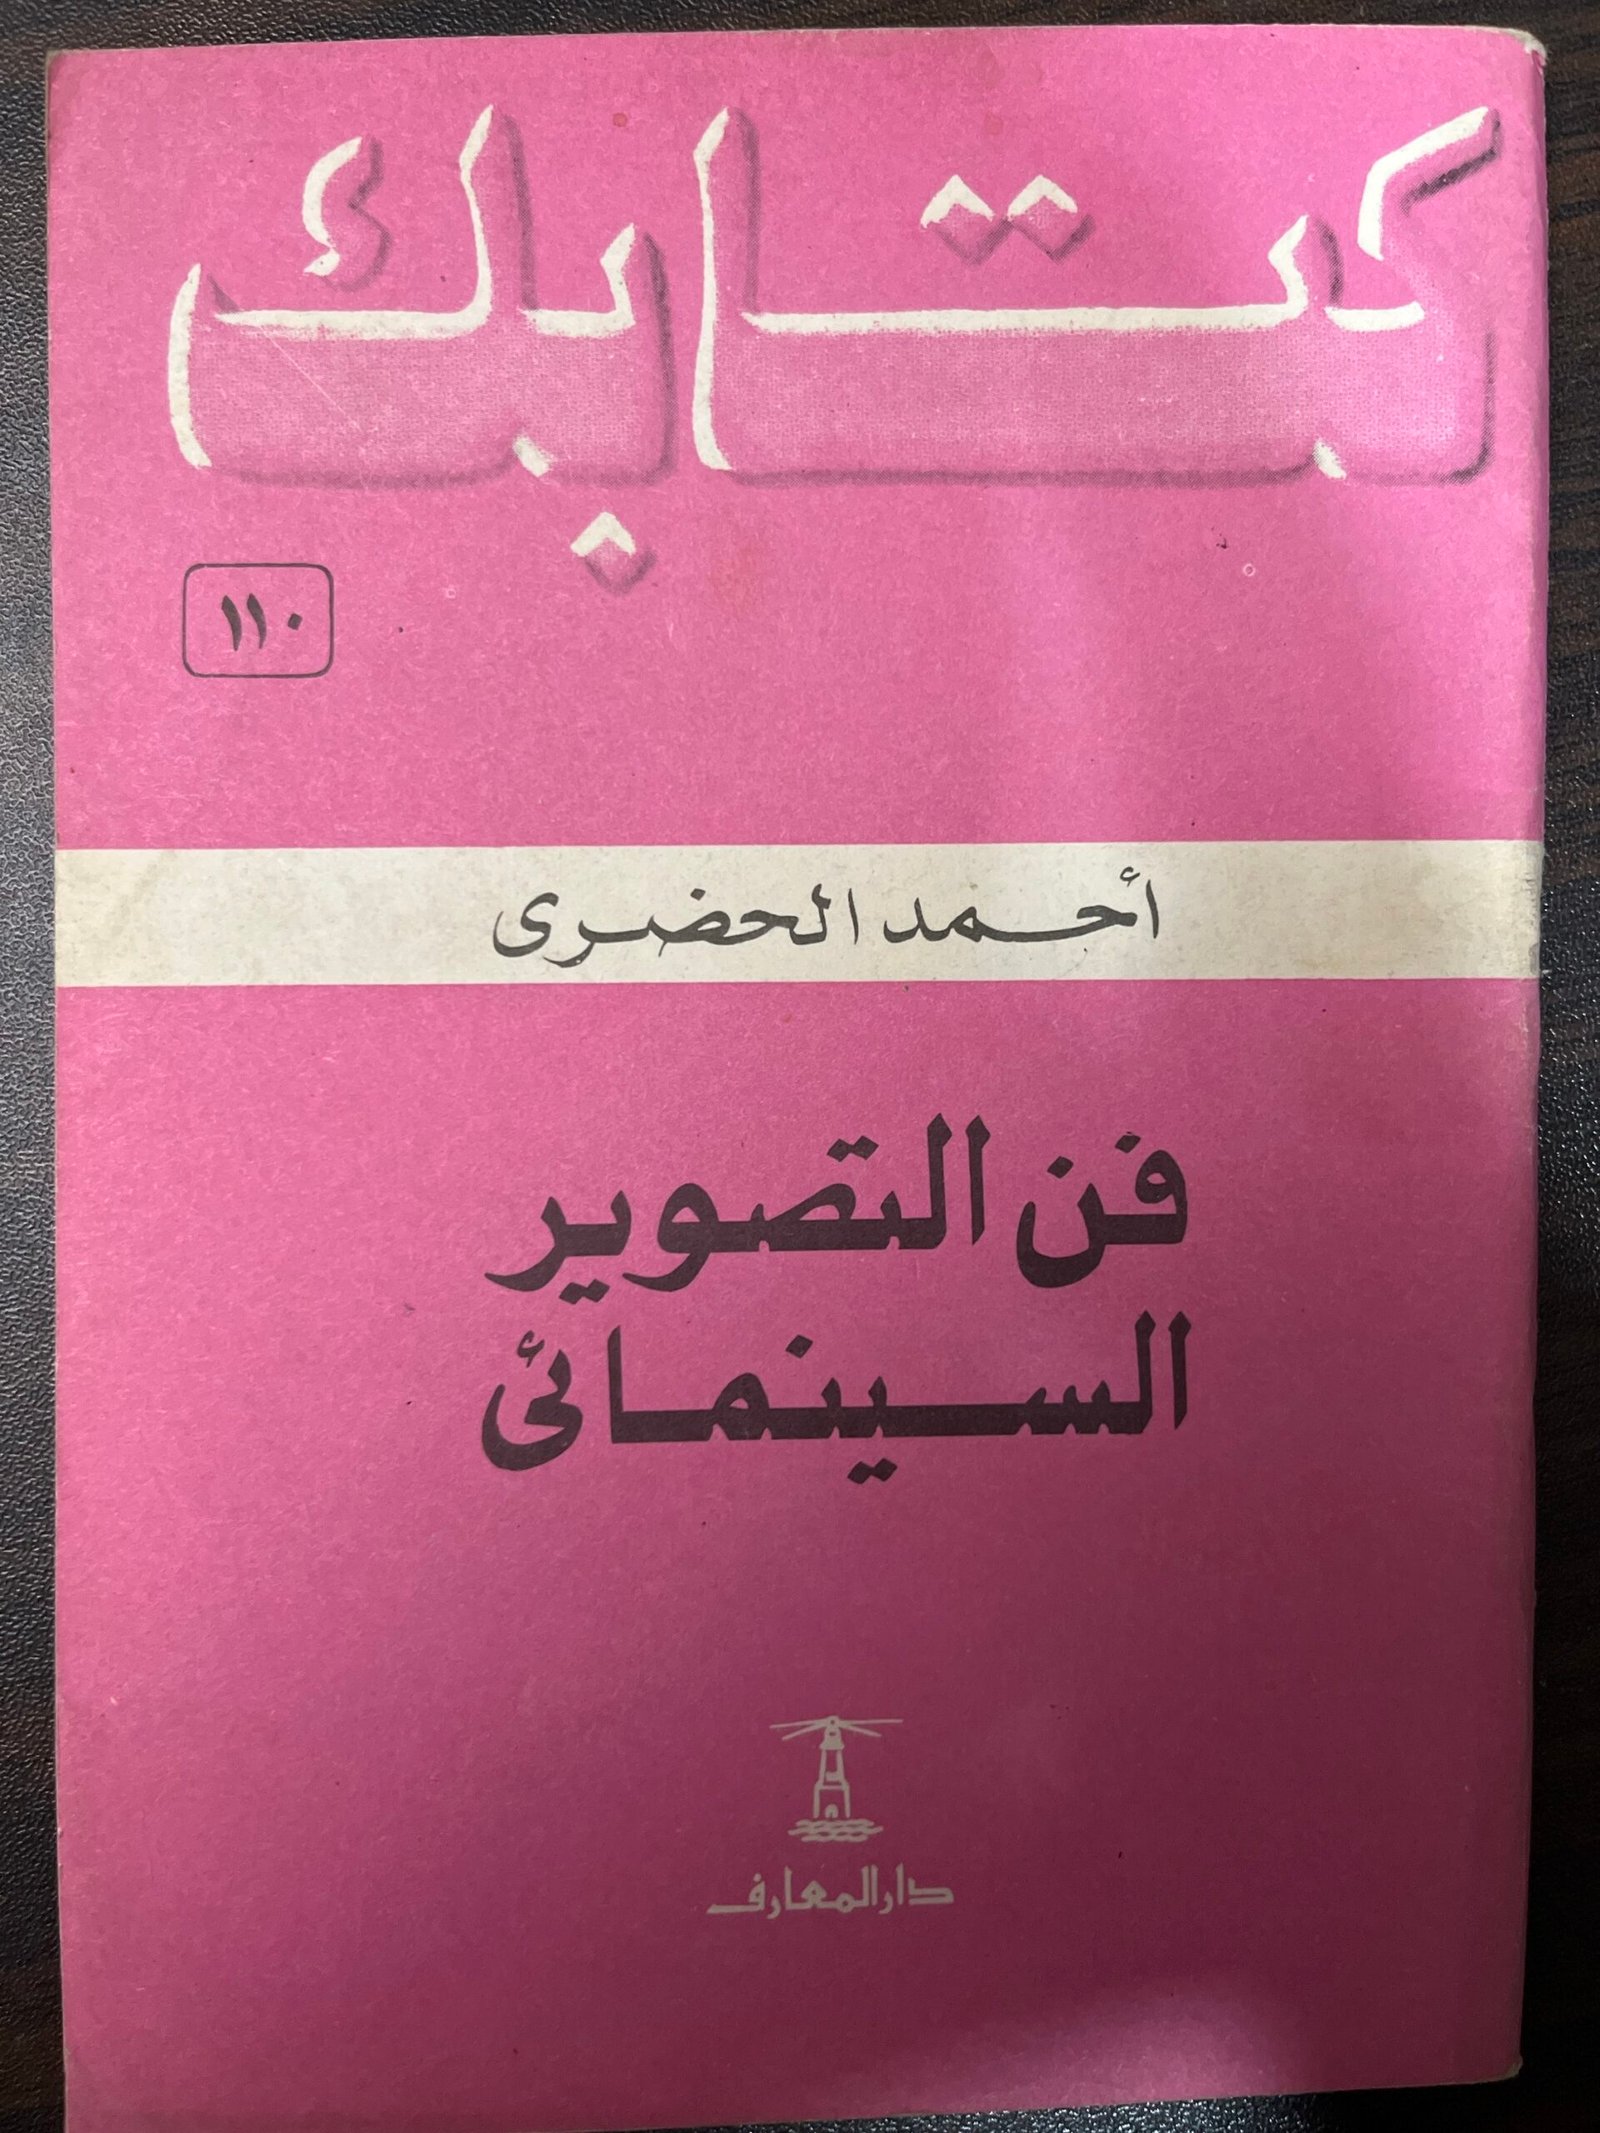 كتابك
١١٠
أحمد الحضرى
فن التصوير
السينمائى
دار المعارف